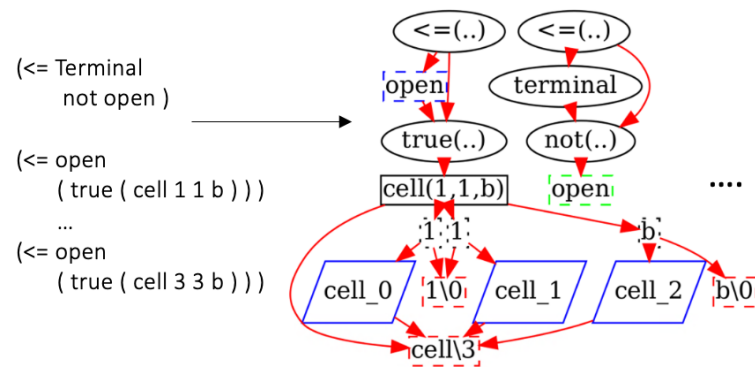 (<= Terminal
not open )
(<= open
( true ( cell 1 1 b ) ) )
...
(<= open
( true ( cell 3 3 b ) ) )
<=(..) <=(..)
open terminal
true(..) not(..)
cell(1,1,b) open ....
1 1 b
cell_0 1\0 cell_1 cell_2 b\0
cell\3